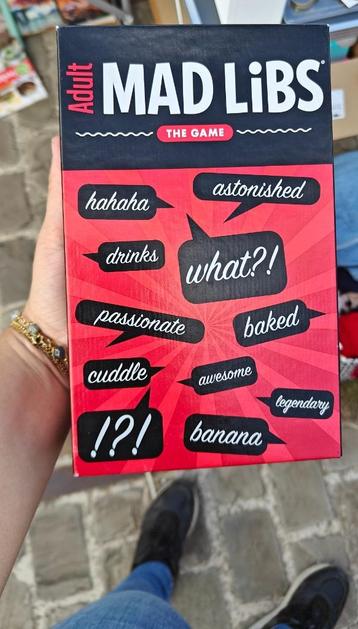 Adult
MAD LiBS®
THE GAME
hahaha
astonished
drinks
what?!
passionate
baked
cuddle
awesome
legendary
!?!
banana